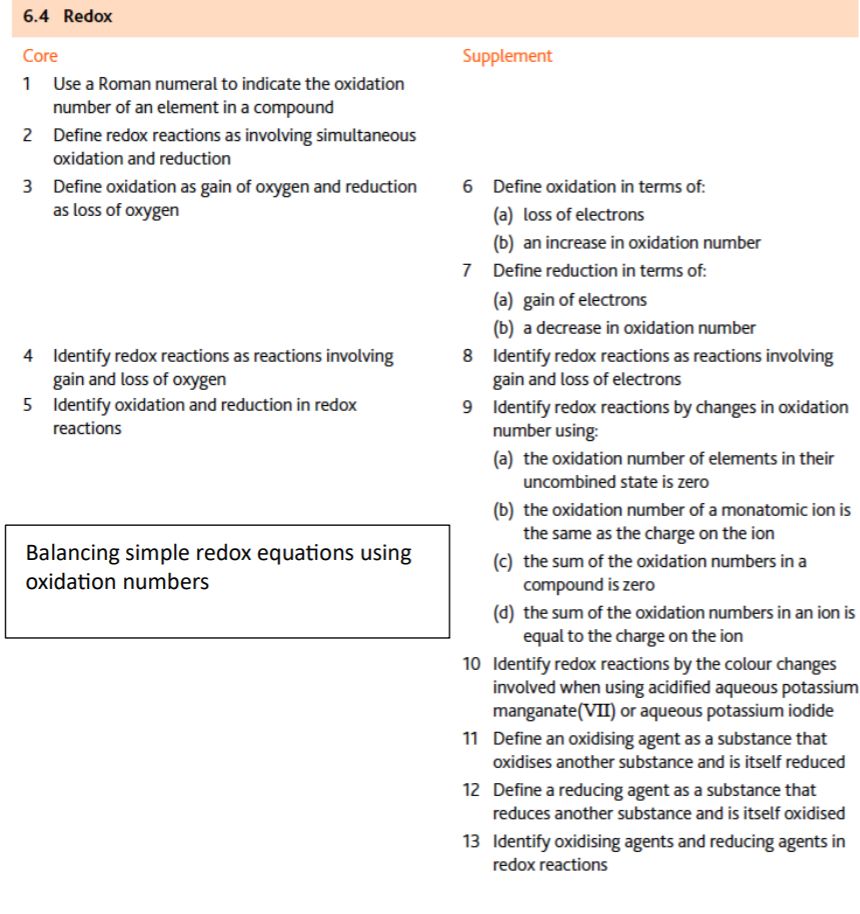 6.4 Redox
Core
1 Use a Roman numeral to indicate the oxidation
number of an element in a compound
2 Define redox reactions as involving simultaneous
oxidation and reduction
3 Define oxidation as gain of oxygen and reduction
as loss of oxygen
4 Identify redox reactions as reactions involving
gain and loss of oxygen
5 Identify oxidation and reduction in redox
reactions
Balancing simple redox equations using
oxidation numbers
Supplement
6 Define oxidation in terms of:
(a) loss of electrons
(b) an increase in oxidation number
7 Define reduction in terms of:
(a) gain of electrons
(b) a decrease in oxidation number
8 Identify redox reactions as reactions involving
gain and loss of electrons
9 Identify redox reactions by changes in oxidation
number using:
(a) the oxidation number of elements in their
uncombined state is zero
(b) the oxidation number of a monatomic ion is
the same as the charge on the ion
(c) the sum of the oxidation numbers in a
compound is zero
(d) the sum of the oxidation numbers in an ion is
equal to the charge on the ion
10 Identify redox reactions by the colour changes
involved when using acidified aqueous potassium
manganate(VII) or aqueous potassium iodide
11 Define an oxidising agent as a substance that
oxidises another substance and is itself reduced
12 Define a reducing agent as a substance that
reduces another substance and is itself oxidised
13 Identify oxidising agents and reducing agents in
redox reactions